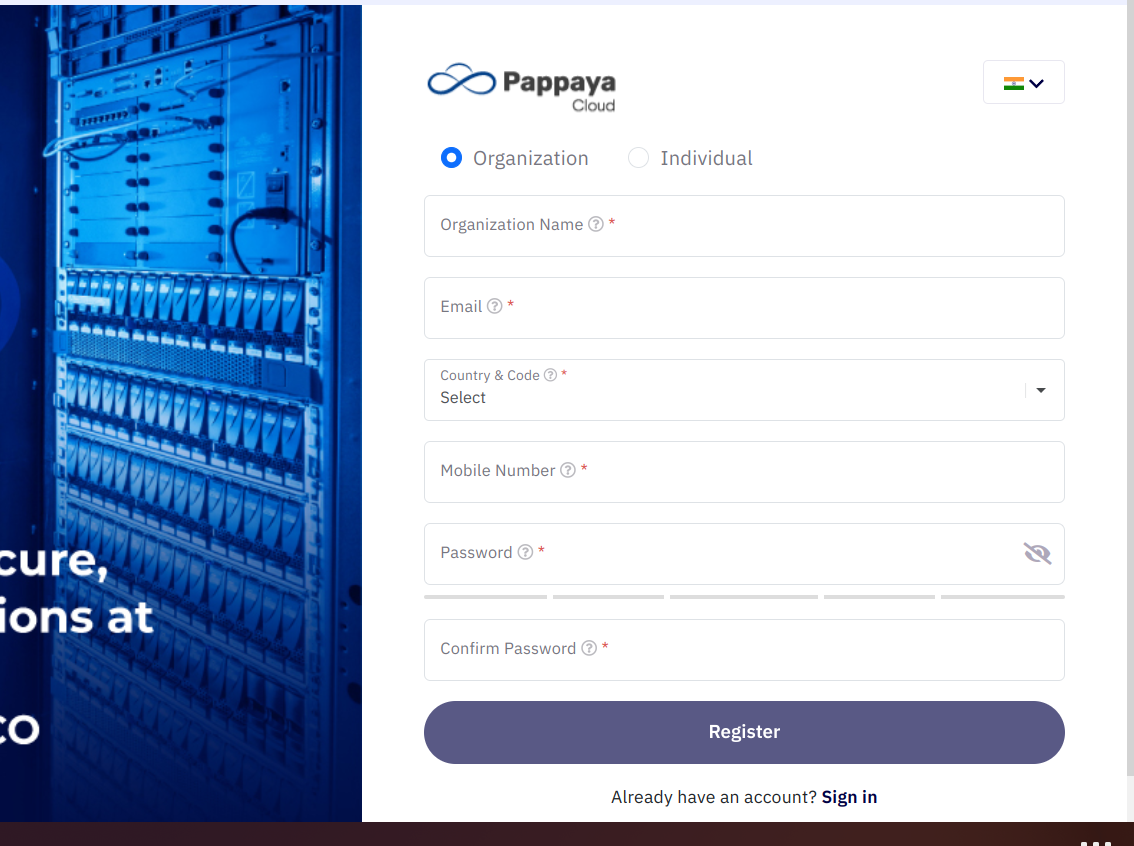 Pappaya
Cloud
Organization Individual
Organization Name ? *
Email ? *
Country & Code ? *
Select
Mobile Number ? *
Password ? *
Confirm Password ? *
Register
Already have an account? Sign in
cure,
ions at
co